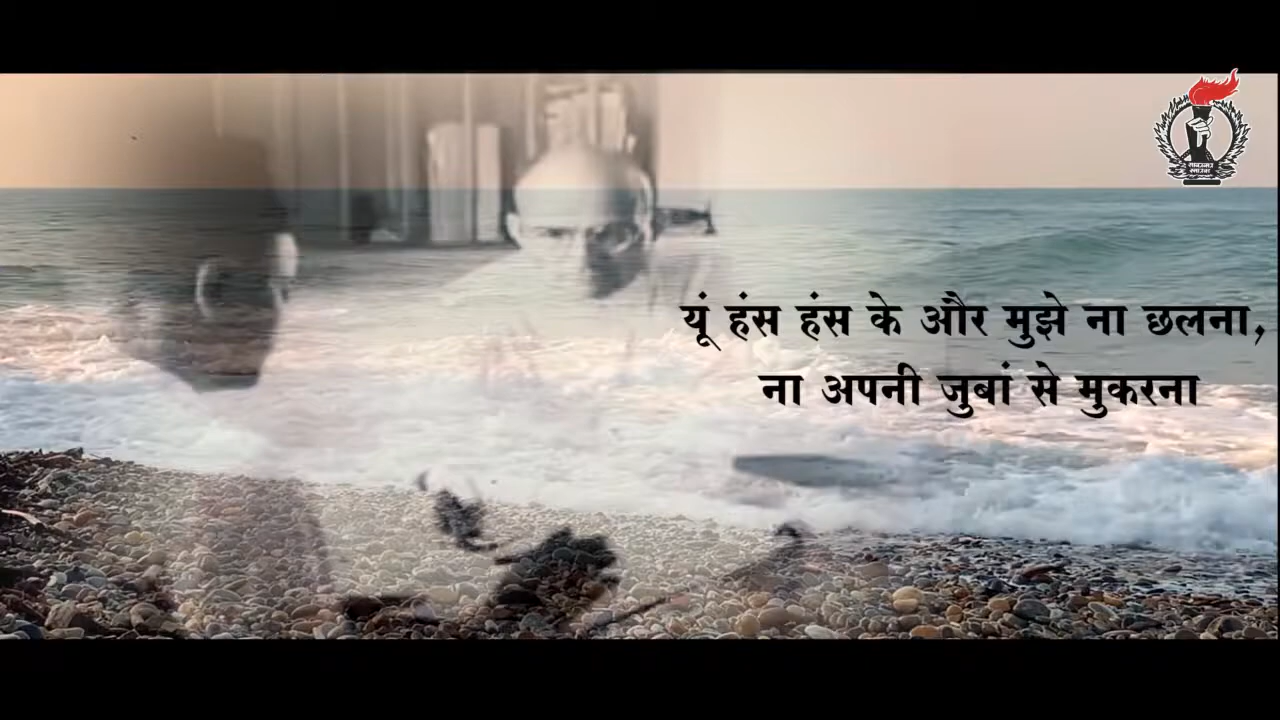 यूं हंस हंस के और मुझे ना छलना,
ना अपनी जुबां से मुकरना